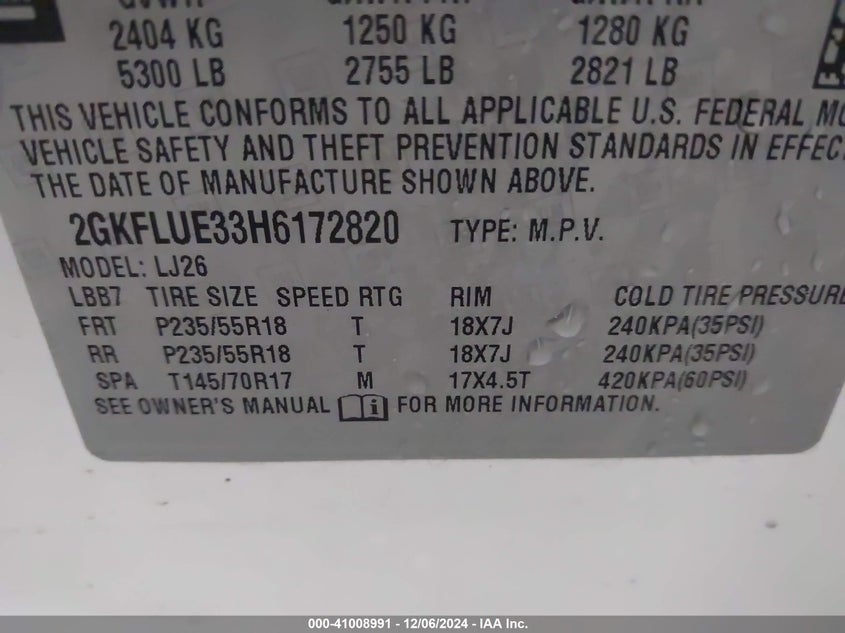 2404 KG 1250 KG 1280 KG
5300 LB 2755 LB 2821 LB
THIS VEHICLE CONFORMS TO ALL APPLICABLE U.S. FEDERAL MO
VEHICLE SAFETY AND THEFT PREVENTION STANDARDS IN EFFEC
THE DATE OF MANUFACTURE SHOWN ABOVE.
2GKFLUE33H6172820 TYPE: M.P.V.
MODEL: LJ26
LBB7 TIRE SIZE SPEED RTG RIM COLD TIRE PRESSURE
FRT P235/55R18 T 18X7J 240KPA(35PSI)
RR P235/55R18 T 18X7J 240KPA(35PSI)
SPA T145/70R17 M 17X4.5T 420KPA(60PSI)
SEE OWNER'S MANUAL FOR MORE INFORMATION.
000-41008991 - 12/06/2024 - IAA Inc.